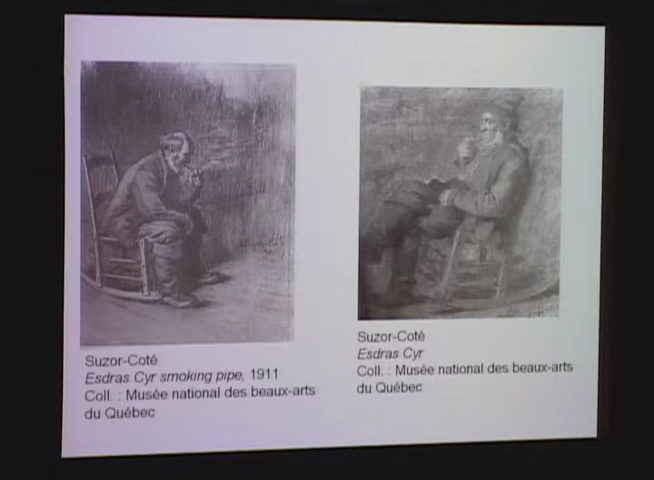 Suzor-Coté
Esdras Cyr smoking pipe, 1911
Coll. : Musée national des beaux-arts
du Québec
Suzor-Coté
Esdras Cyr
Coll. : Musée national des beaux-arts
du Québec